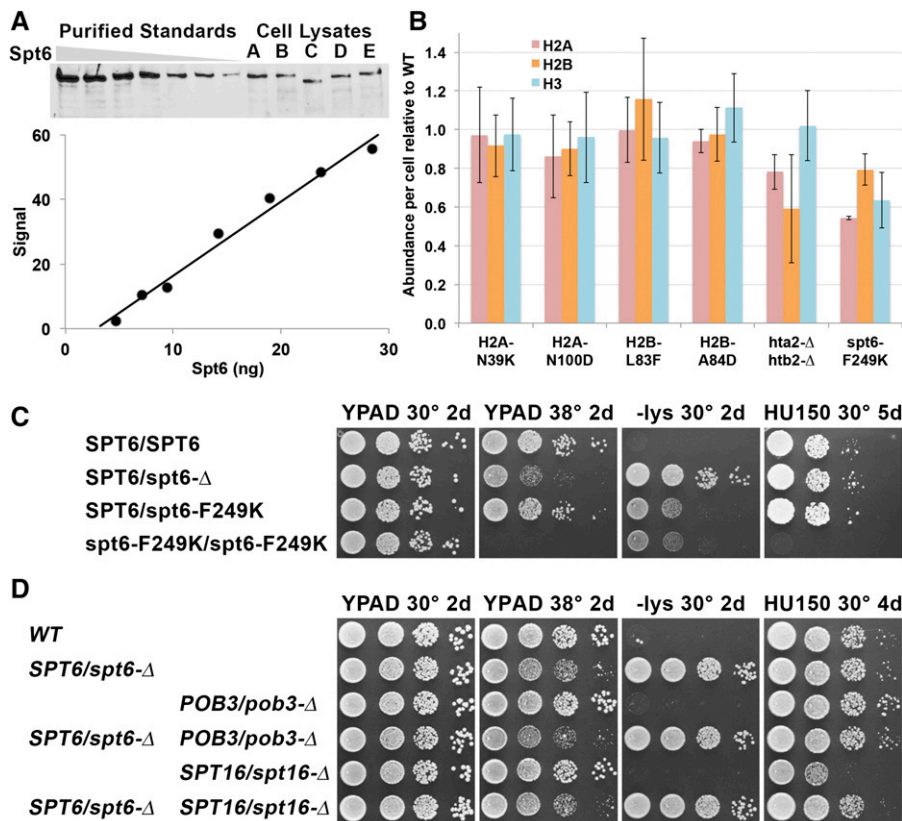 A
Purified Standards
Cell Lysates
Spt6
A B C D E
60
40
20
0
Signal
0 10 20 30
Spt6 (ng)
B
H2A
H2B
H3
1.4
1.2
1.0
0.8
0.6
0.4
0.2
0.0
Abundance per cell relative to WT
H2A-N39K
H2A-N100D
H2B-L83F
H2B-A84D
hta2-Δ htb2-Δ
spt6-F249K
C
YPAD 30° 2d
YPAD 38° 2d
-lys 30° 2d
HU150 30° 5d
SPT6/SPT6
SPT6/spt6-Δ
SPT6/spt6-F249K
spt6-F249K/spt6-F249K
D
YPAD 30° 2d
YPAD 38° 2d
-lys 30° 2d
HU150 30° 4d
WT
SPT6/spt6-Δ
POB3/pob3-Δ
SPT6/spt6-Δ POB3/pob3-Δ
SPT16/spt16-Δ
SPT6/spt6-Δ SPT16/spt16-Δ